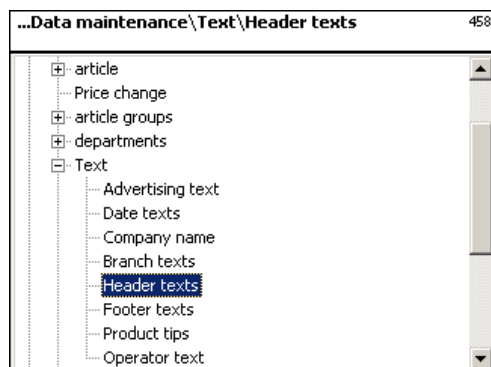 ...Data maintenance\Text\Header texts 458
article
Price change
article groups
departments
Text
Advertising text
Date texts
Company name
Branch texts
Header texts
Footer texts
Product tips
Operator text